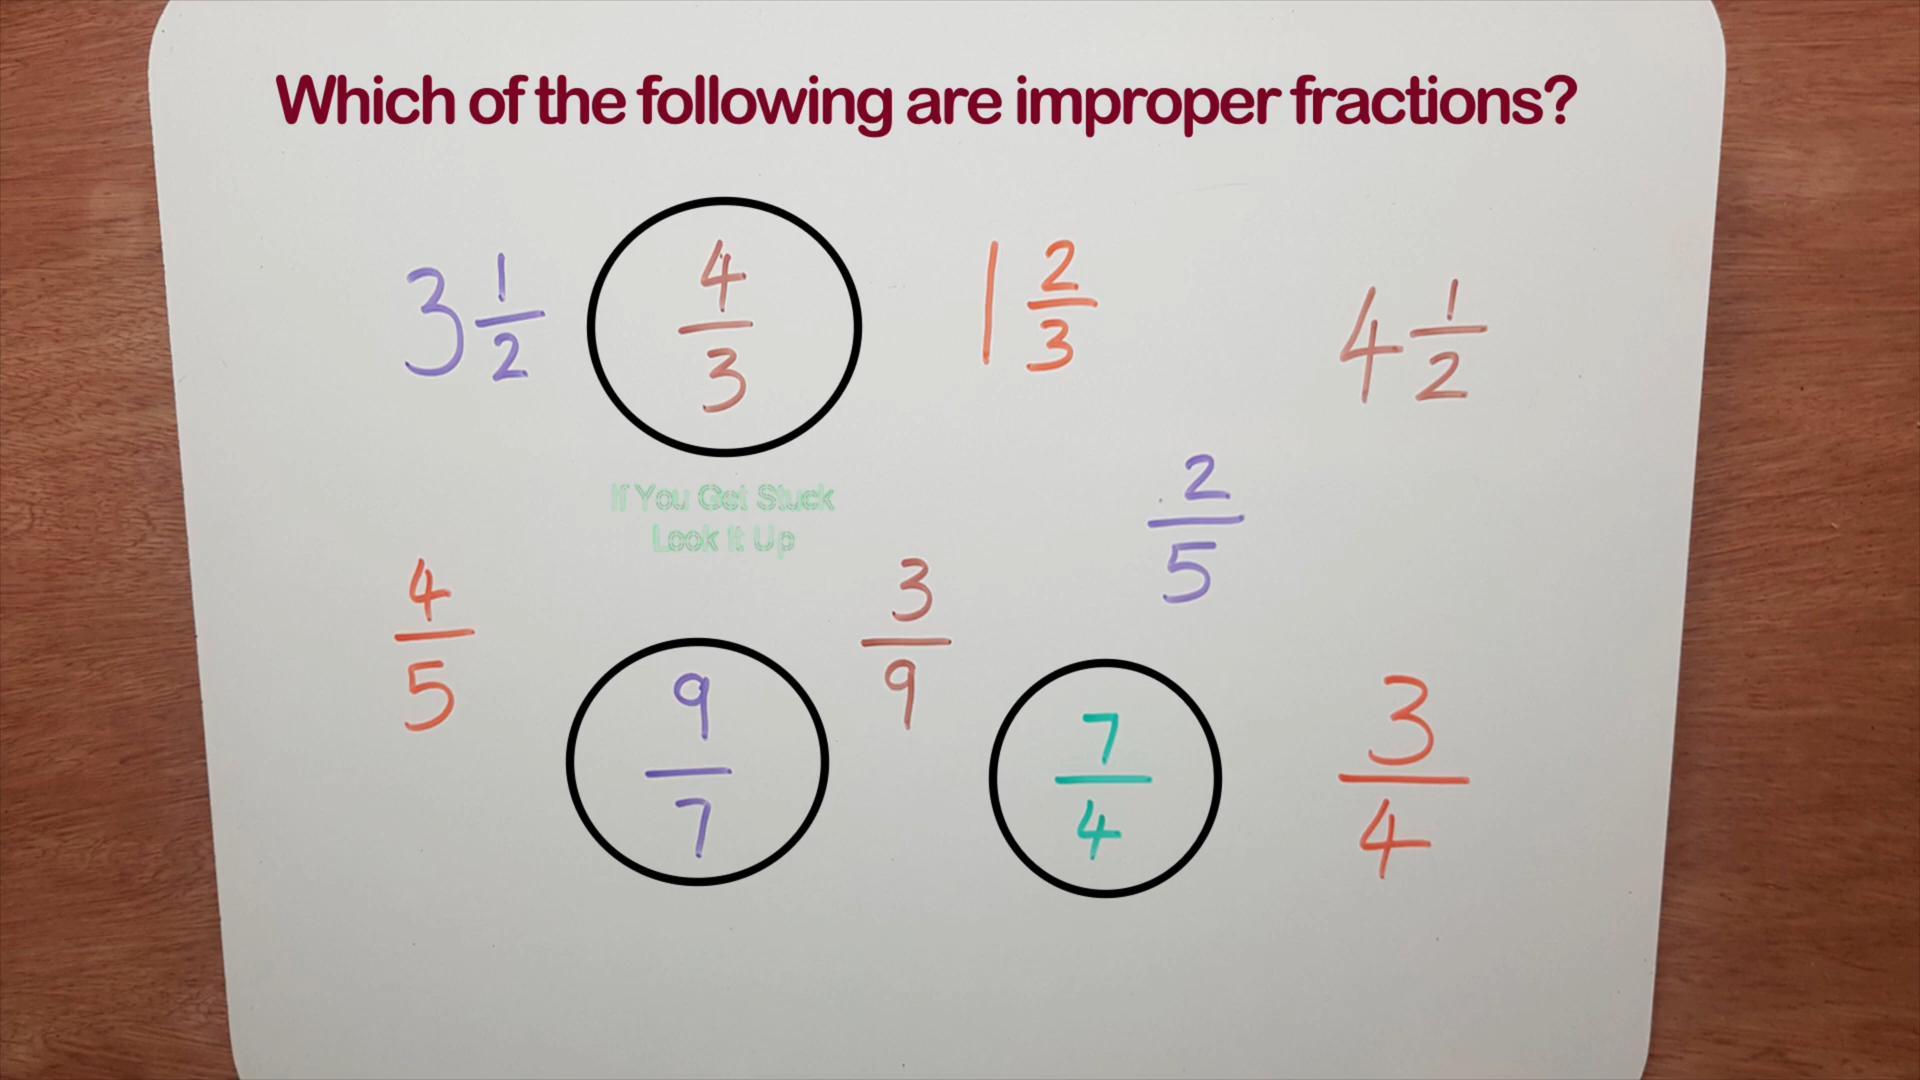 Which of the following are improper fractions?
3 1/2 4/3 1 2/3 4 1/2
If You Get Stuck
Look It Up
2/5
4/5 9/7 3/9 7/4 3/4